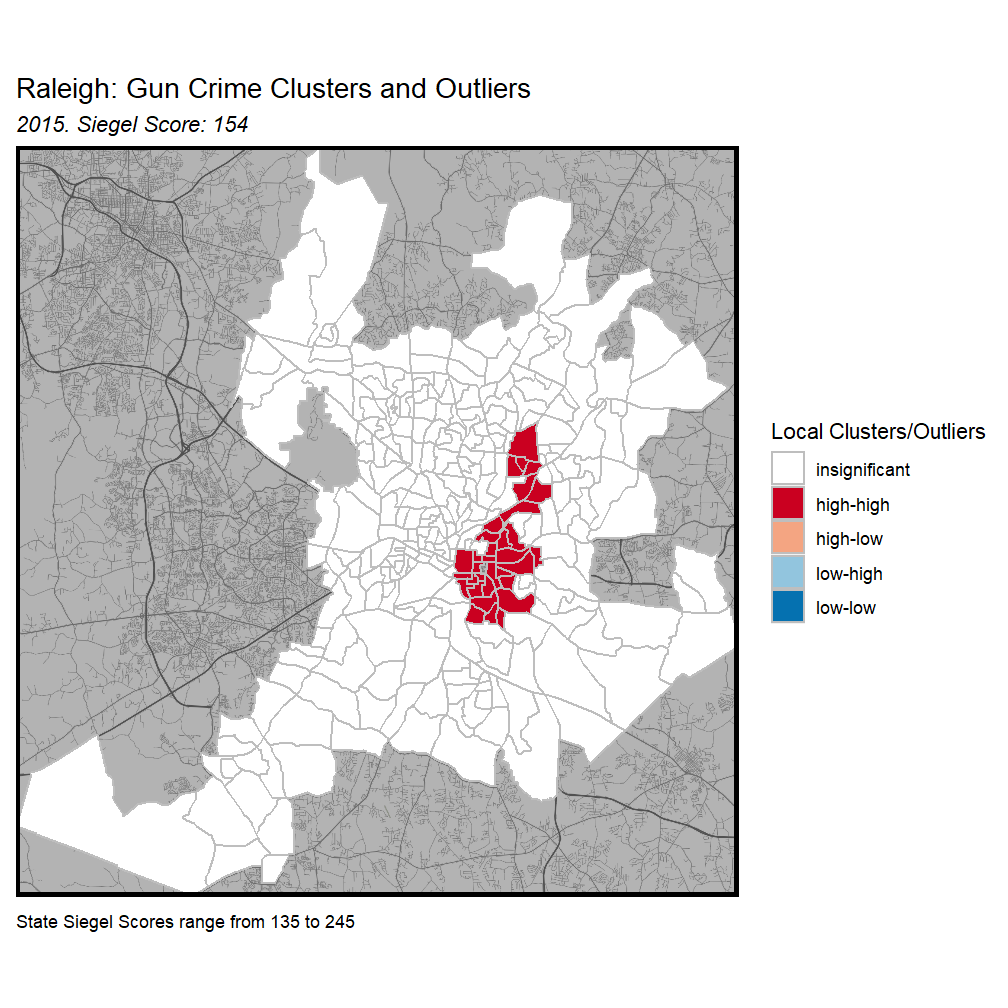 Raleigh: Gun Crime Clusters and Outliers
2015. Siegel Score: 154
Local Clusters/Outliers
insignificant
high-high
high-low
low-high
low-low
State Siegel Scores range from 135 to 245